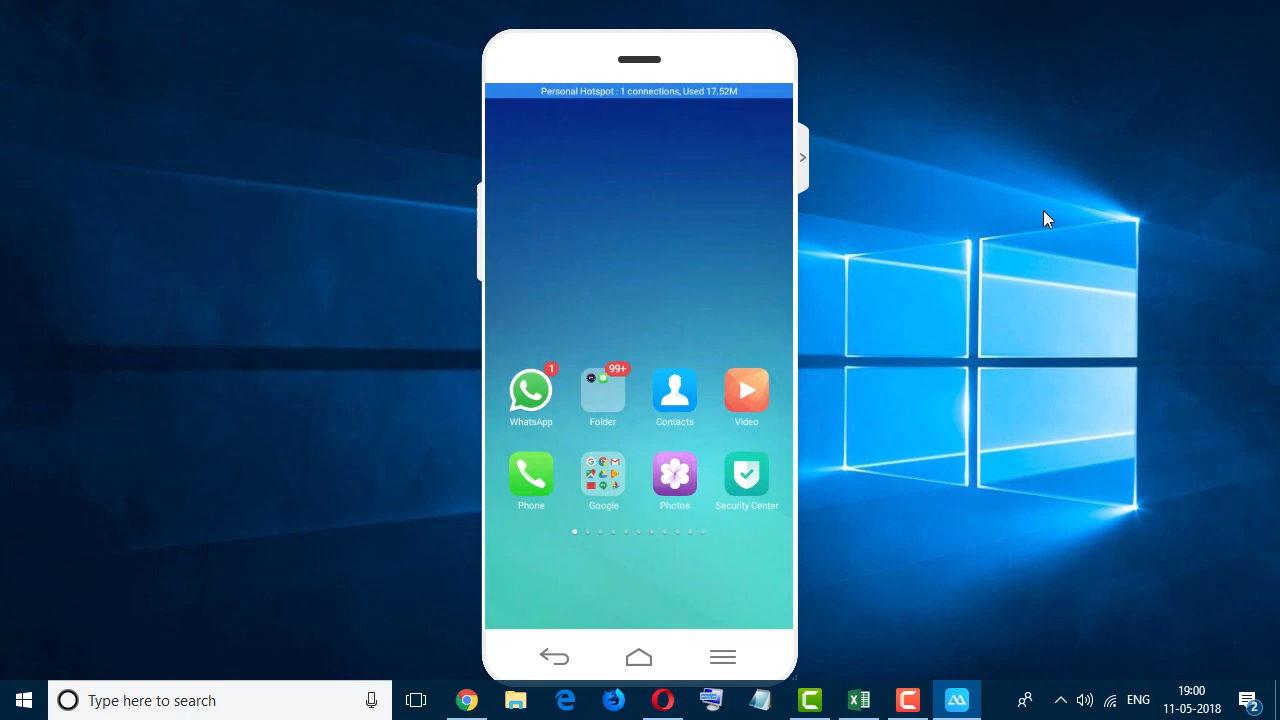 Personal Hotspot : 1 connections, Used 17.52M
1
99+
WhatsApp
Folder
Contacts
Video
Phone
Google
Photos
Security Center
Type here to search
ENG
19:00
11-05-2018
2